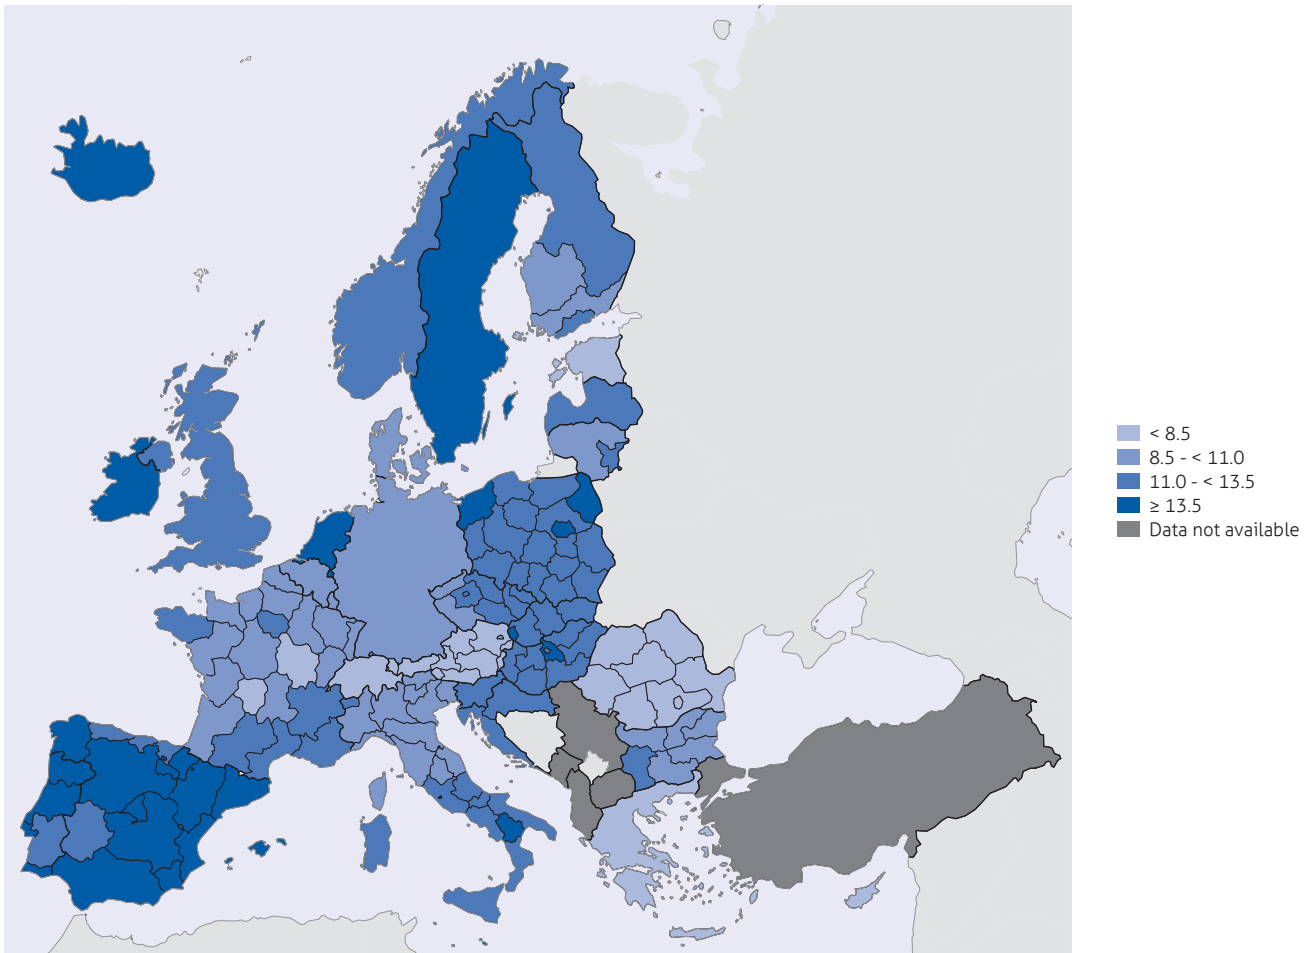 < 8.5
8.5 - < 11.0
11.0 - < 13.5
≥ 13.5
Data not available